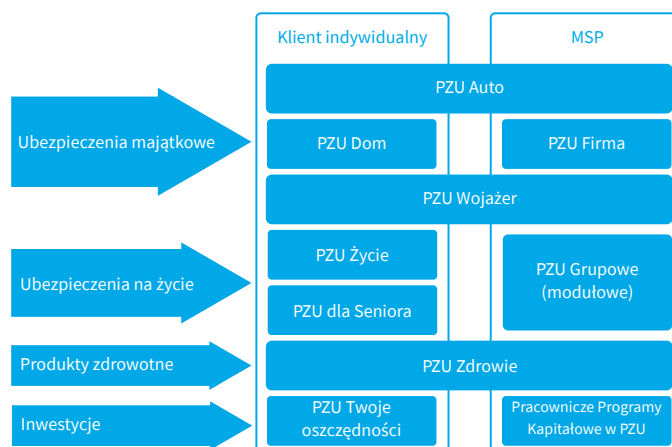 Klient indywidualny
MSP
PZU Auto
Ubezpieczenia majątkowe
PZU Dom
PZU Firma
PZU Wojażer
Ubezpieczenia na życie
PZU Życie
PZU dla Seniora
PZU Grupowe
(modułowe)
Produkty zdrowotne
PZU Zdrowie
Inwestycje
PZU Twoje
oszczędności
Pracownicze Programy
Kapitałowe w PZU